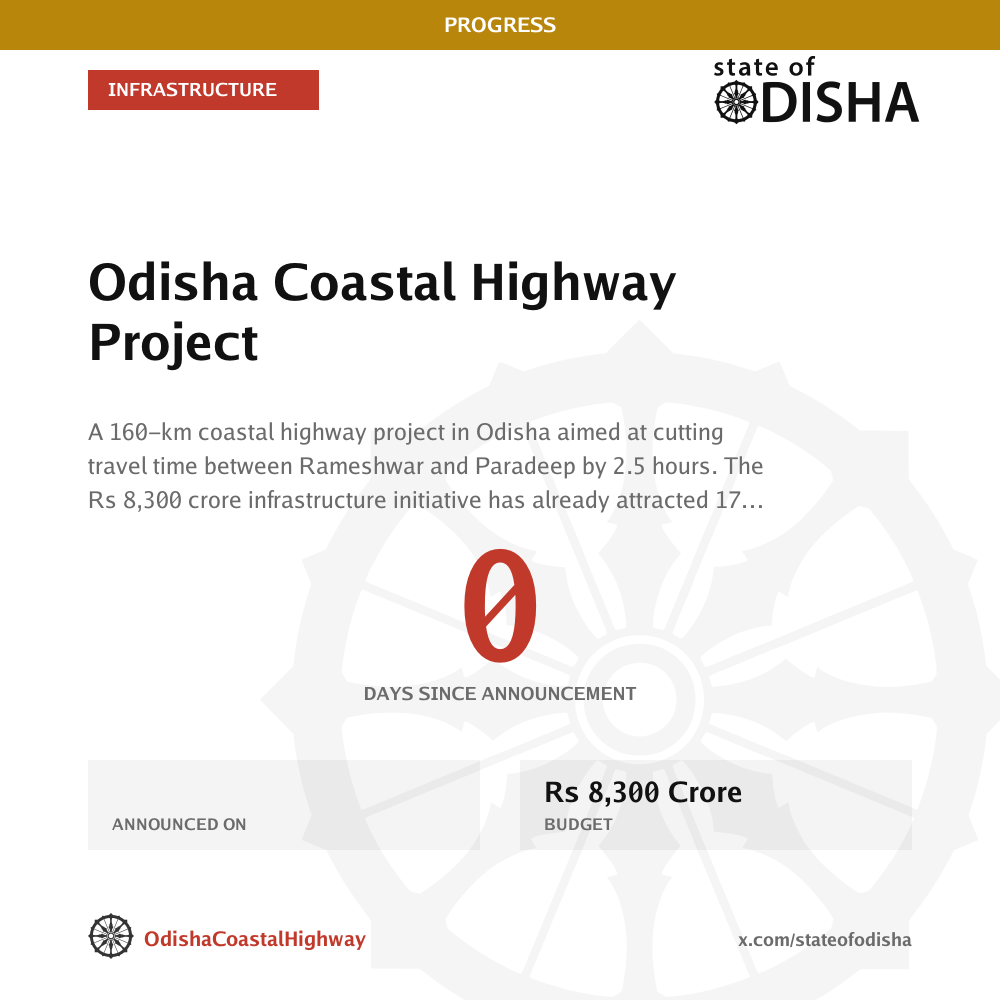 PROGRESS
INFRASTRUCTURE
state of
ODISHA
Odisha Coastal Highway
Project
A 160-km coastal highway project in Odisha aimed at cutting
travel time between Rameshwar and Paradeep by 2.5 hours. The
Rs 8,300 crore infrastructure initiative has already attracted 17...
0
DAYS SINCE ANNOUNCEMENT
ANNOUNCED ON
Rs 8,300 Crore
BUDGET
OdishaCoastalHighway
x.com/stateofodisha